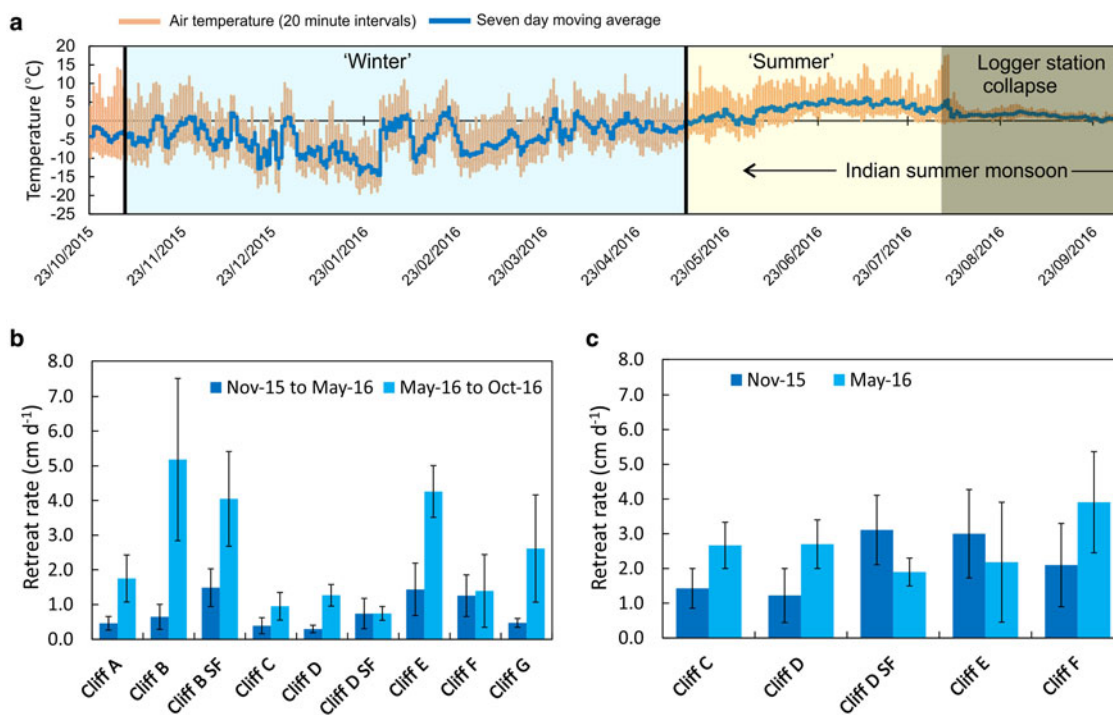 Air temperature (20 minute intervals) Seven day moving average
a
Temperature (°C)
20
15
10
5
0
-5
-10
-15
-20
-25
'Winter'
'Summer'
Logger station
collapse
Indian summer monsoon
23/10/2015
23/11/2015
23/12/2015
23/01/2016
23/02/2016
23/03/2016
23/04/2016
23/05/2016
23/06/2016
23/07/2016
23/08/2016
23/09/2016
b
Retreat rate (cm d⁻¹)
8.0
7.0
6.0
5.0
4.0
3.0
2.0
1.0
0.0
Nov-15 to May-16 May-16 to Oct-16
Cliff A
Cliff B
Cliff B SF
Cliff C
Cliff D
Cliff D SF
Cliff E
Cliff F
Cliff G
c
Retreat rate (cm d⁻¹)
8.0
7.0
6.0
5.0
4.0
3.0
2.0
1.0
0.0
Nov-15 May-16
Cliff C
Cliff D
Cliff D SF
Cliff E
Cliff F